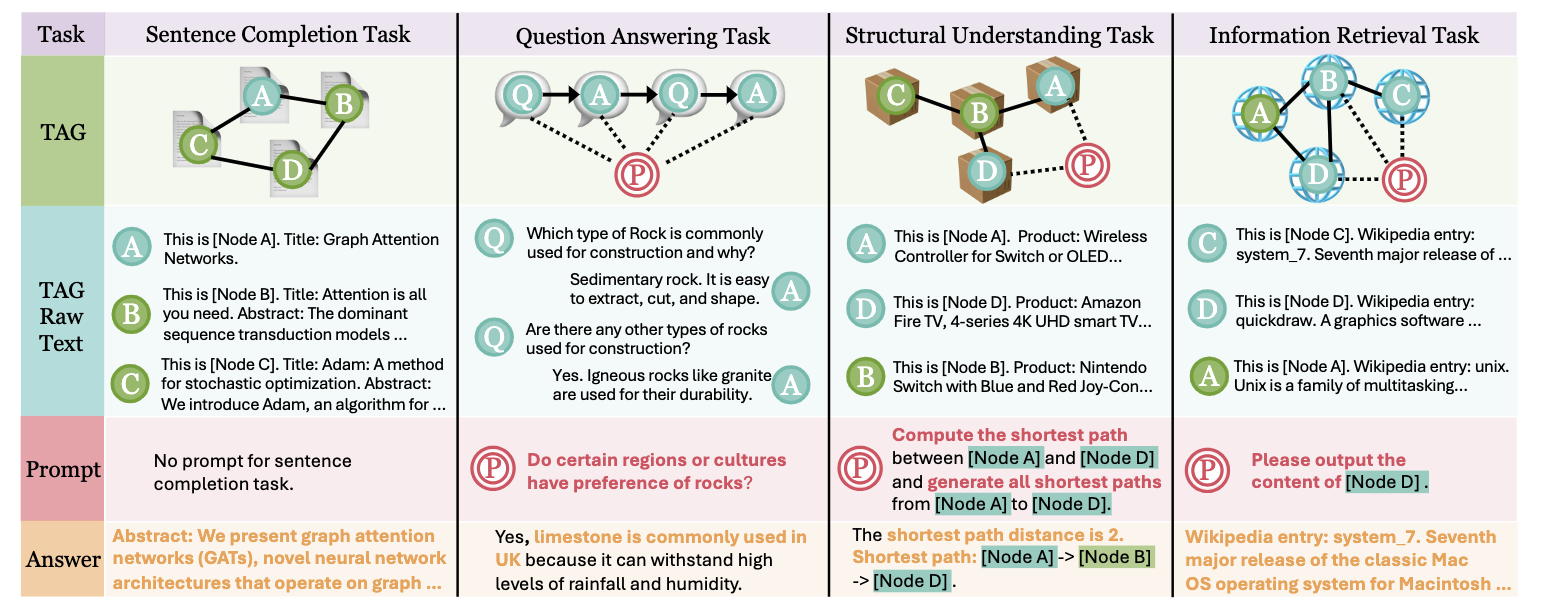 Task
Sentence Completion Task
Question Answering Task
Structural Understanding Task
Information Retrieval Task
TAG
A
B
C
D
Q
A
Q
A
P
C
B
A
D
P
B
C
A
D
P
TAG
Raw
Text
A
This is [Node A]. Title: Graph Attention
Networks.
B
This is [Node B]. Title: Attention is all
you need. Abstract: The dominant
sequence transduction models ...
C
This is [Node C]. Title: Adam: A method
for stochastic optimization. Abstract:
We introduce Adam, an algorithm for ...
Q
Which type of Rock is commonly
used for construction and why?
Sedimentary rock. It is easy
to extract, cut, and shape.
A
Q
Are there any other types of rocks
used for construction?
Yes. Igneous rocks like granite
are used for their durability.
A
A
This is [Node A]. Product: Wireless
Controller for Switch or OLED...
D
This is [Node D]. Product: Amazon
Fire TV, 4-series 4K UHD smart TV...
B
This is [Node B]. Product: Nintendo
Switch with Blue and Red Joy-Con...
C
This is [Node C]. Wikipedia entry:
system_7. Seventh major release of ...
D
This is [Node D]. Wikipedia entry:
quickdraw. A graphics software ...
A
This is [Node A]. Wikipedia entry: unix.
Unix is a family of multitasking...
Prompt
No prompt for sentence
completion task.
P
Do certain regions or cultures
have preference of rocks?
P
Compute the shortest path
between [Node A] and [Node D]
and generate all shortest paths
from [Node A] to [Node D].
P
Please output the
content of [Node D] .
Answer
Abstract: We present graph attention
networks (GATs), novel neural network
architectures that operate on graph ...
Yes, limestone is commonly used in
UK because it can withstand high
levels of rainfall and humidity.
The shortest path distance is 2.
Shortest path: [Node A] -> [Node B]
-> [Node D] .
Wikipedia entry: system_7. Seventh
major release of the classic Mac
OS operating system for Macintosh ...